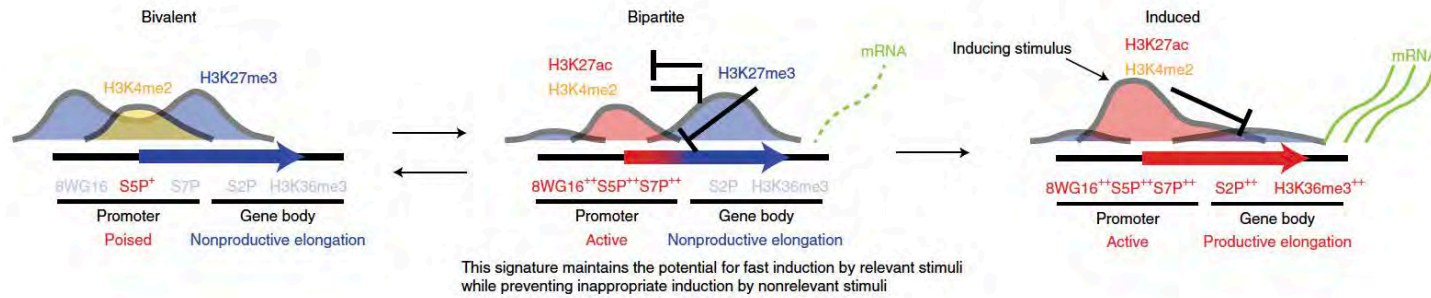 Bivalent
H3K4me2
H3K27me3
8WG16 S5P+ S7P S2P H3K36me3
Promoter Gene body
Poised Nonproductive elongation
Bipartite
H3K27ac
H3K4me2
H3K27me3
mRNA
8WG16++S5P++S7P++ S2P H3K36me3
Promoter Gene body
Active Nonproductive elongation
This signature maintains the potential for fast induction by relevant stimuli
while preventing inappropriate induction by nonrelevant stimuli
Induced
Inducing stimulus
H3K27ac
H3K4me2
mRNA
8WG16++S5P++S7P++ S2P++ H3K36me3++
Promoter Gene body
Active Productive elongation